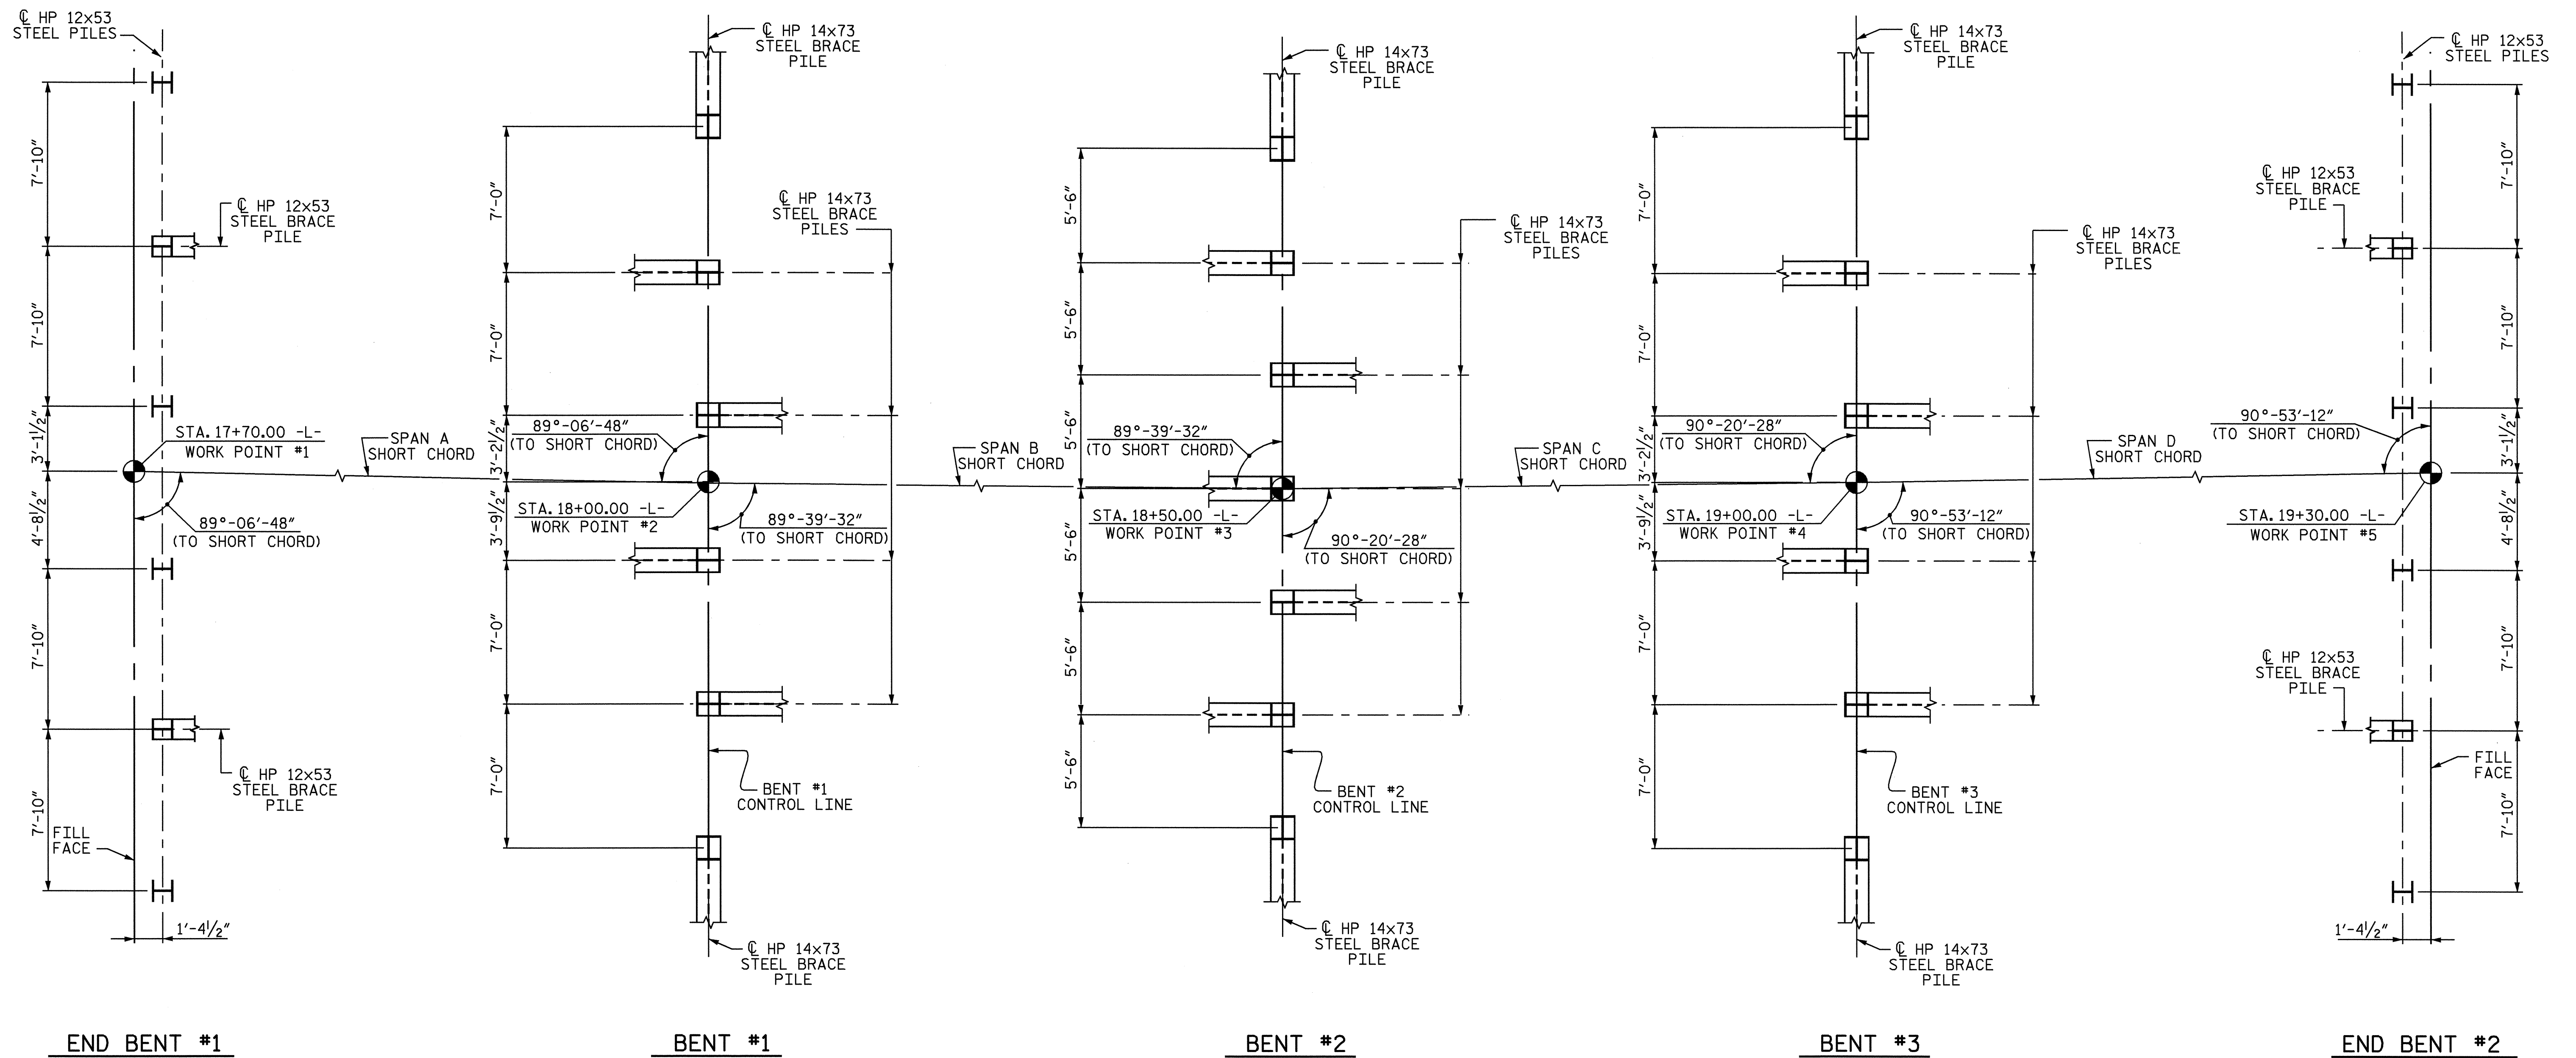 ℄ HP 12x53
STEEL PILES
7'-10"
7'-10"
3'-1½"
4'-8½"
7'-10"
7'-10"
℄ HP 12x53
STEEL BRACE
PILE
STA. 17+70.00 -L-
WORK POINT #1
89°-06'-48"
(TO SHORT CHORD)
SPAN A
SHORT CHORD
℄ HP 12x53
STEEL BRACE
PILE
FILL
FACE
1'-4½"
END BENT #1
℄ HP 14x73
STEEL BRACE
PILE
7'-0"
7'-0"
3'-2½"
3'-9½"
7'-0"
7'-0"
℄ HP 14x73
STEEL BRACE
PILES
89°-06'-48"
(TO SHORT CHORD)
STA. 18+00.00 -L-
WORK POINT #2
89°-39'-32"
(TO SHORT CHORD)
SPAN B
SHORT CHORD
BENT #1
CONTROL LINE
℄ HP 14x73
STEEL BRACE
PILE
BENT #1
℄ HP 14x73
STEEL BRACE
PILE
5'-6"
5'-6"
5'-6"
5'-6"
5'-6"
5'-6"
℄ HP 14x73
STEEL BRACE
PILES
89°-39'-32"
(TO SHORT CHORD)
STA. 18+50.00 -L-
WORK POINT #3
90°-20'-28"
(TO SHORT CHORD)
SPAN C
SHORT CHORD
BENT #2
CONTROL LINE
℄ HP 14x73
STEEL BRACE
PILE
BENT #2
℄ HP 14x73
STEEL BRACE
PILE
7'-0"
7'-0"
3'-2½"
3'-9½"
7'-0"
7'-0"
℄ HP 14x73
STEEL BRACE
PILES
90°-20'-28"
(TO SHORT CHORD)
STA. 19+00.00 -L-
WORK POINT #4
90°-53'-12"
(TO SHORT CHORD)
SPAN D
SHORT CHORD
BENT #3
CONTROL LINE
℄ HP 14x73
STEEL BRACE
PILE
BENT #3
℄ HP 12x53
STEEL PILES
℄ HP 12x53
STEEL BRACE
PILE
7'-10"
7'-10"
3'-1½"
4'-8½"
7'-10"
7'-10"
90°-53'-12"
(TO SHORT CHORD)
STA. 19+30.00 -L-
WORK POINT #5
℄ HP 12x53
STEEL BRACE
PILE
FILL
FACE
1'-4½"
END BENT #2